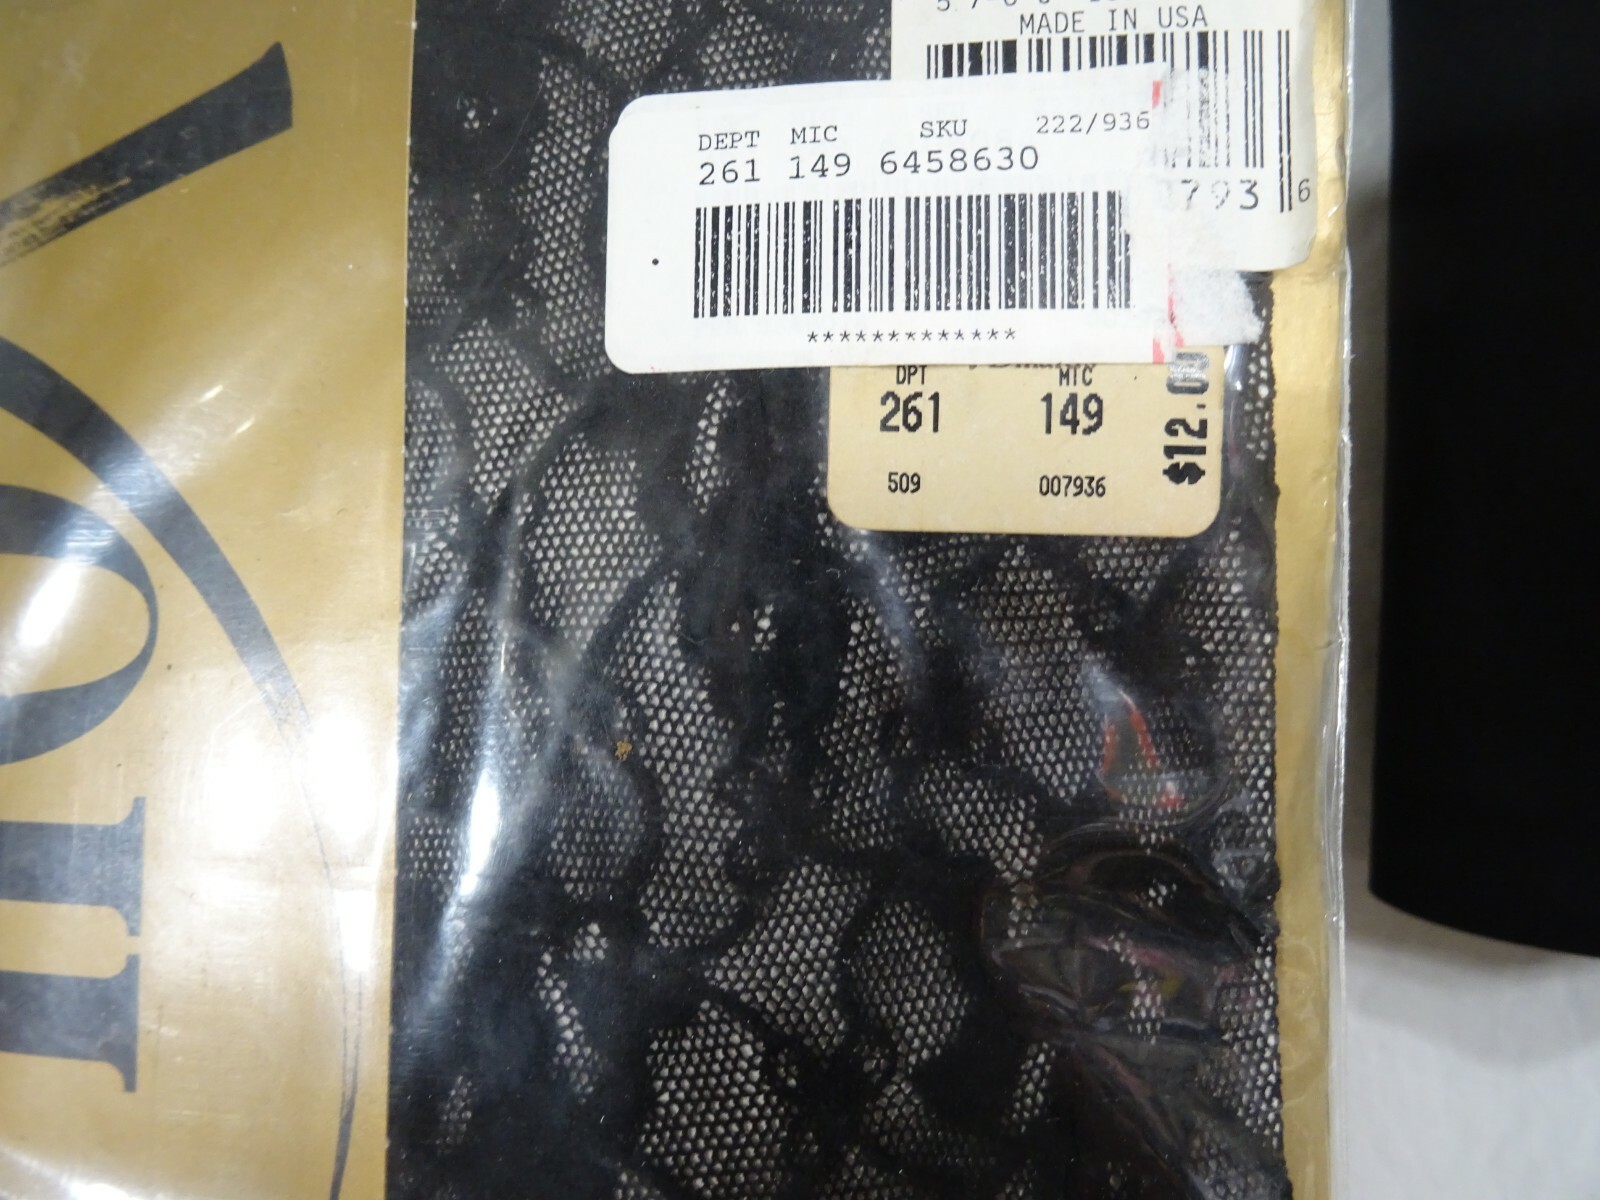 MADE IN USA
DEPT MIC SKU 222/936
261 149 6458630
793 6
*************
DPT MIC
261 149
509 007936
$12.00